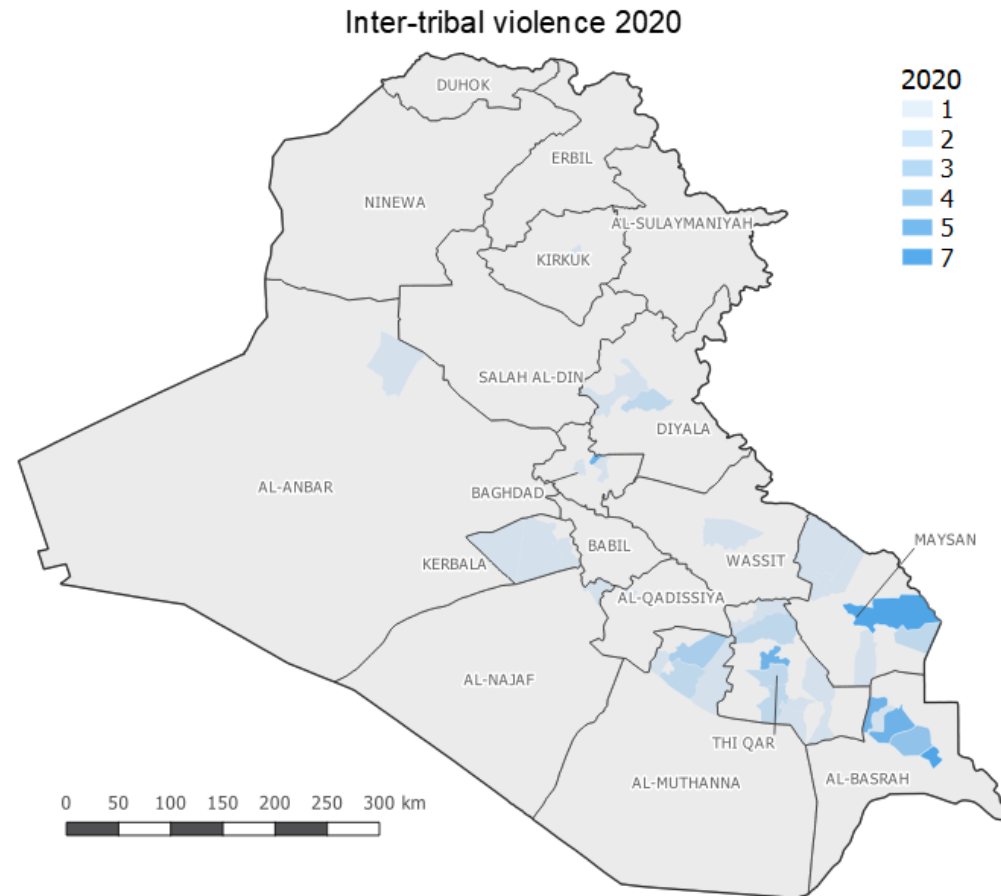 Inter-tribal violence 2020
2020
1
2
3
4
5
7
DUHOK
ERBIL
NINEWA
AL-SULAYMANIYAH
KIRKUK
SALAH AL-DIN
DIYALA
AL-ANBAR
BAGHDAD
MAYSAN
BABIL
WASSIT
KERBALA
AL-QADISSIYA
AL-NAJAF
THI QAR
AL-MUTHANNA
AL-BASRAH
0 50 100 150 200 250 300 km